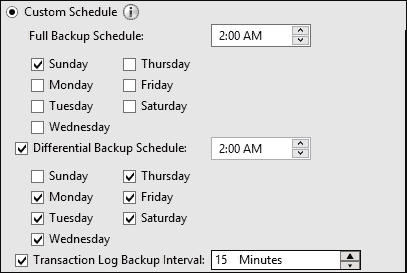 Custom Schedule i
Full Backup Schedule: 2:00 AM
Sunday Thursday
Monday Friday
Tuesday Saturday
Wednesday
Differential Backup Schedule: 2:00 AM
Sunday Thursday
Monday Friday
Tuesday Saturday
Wednesday
Transaction Log Backup Interval: 15 Minutes